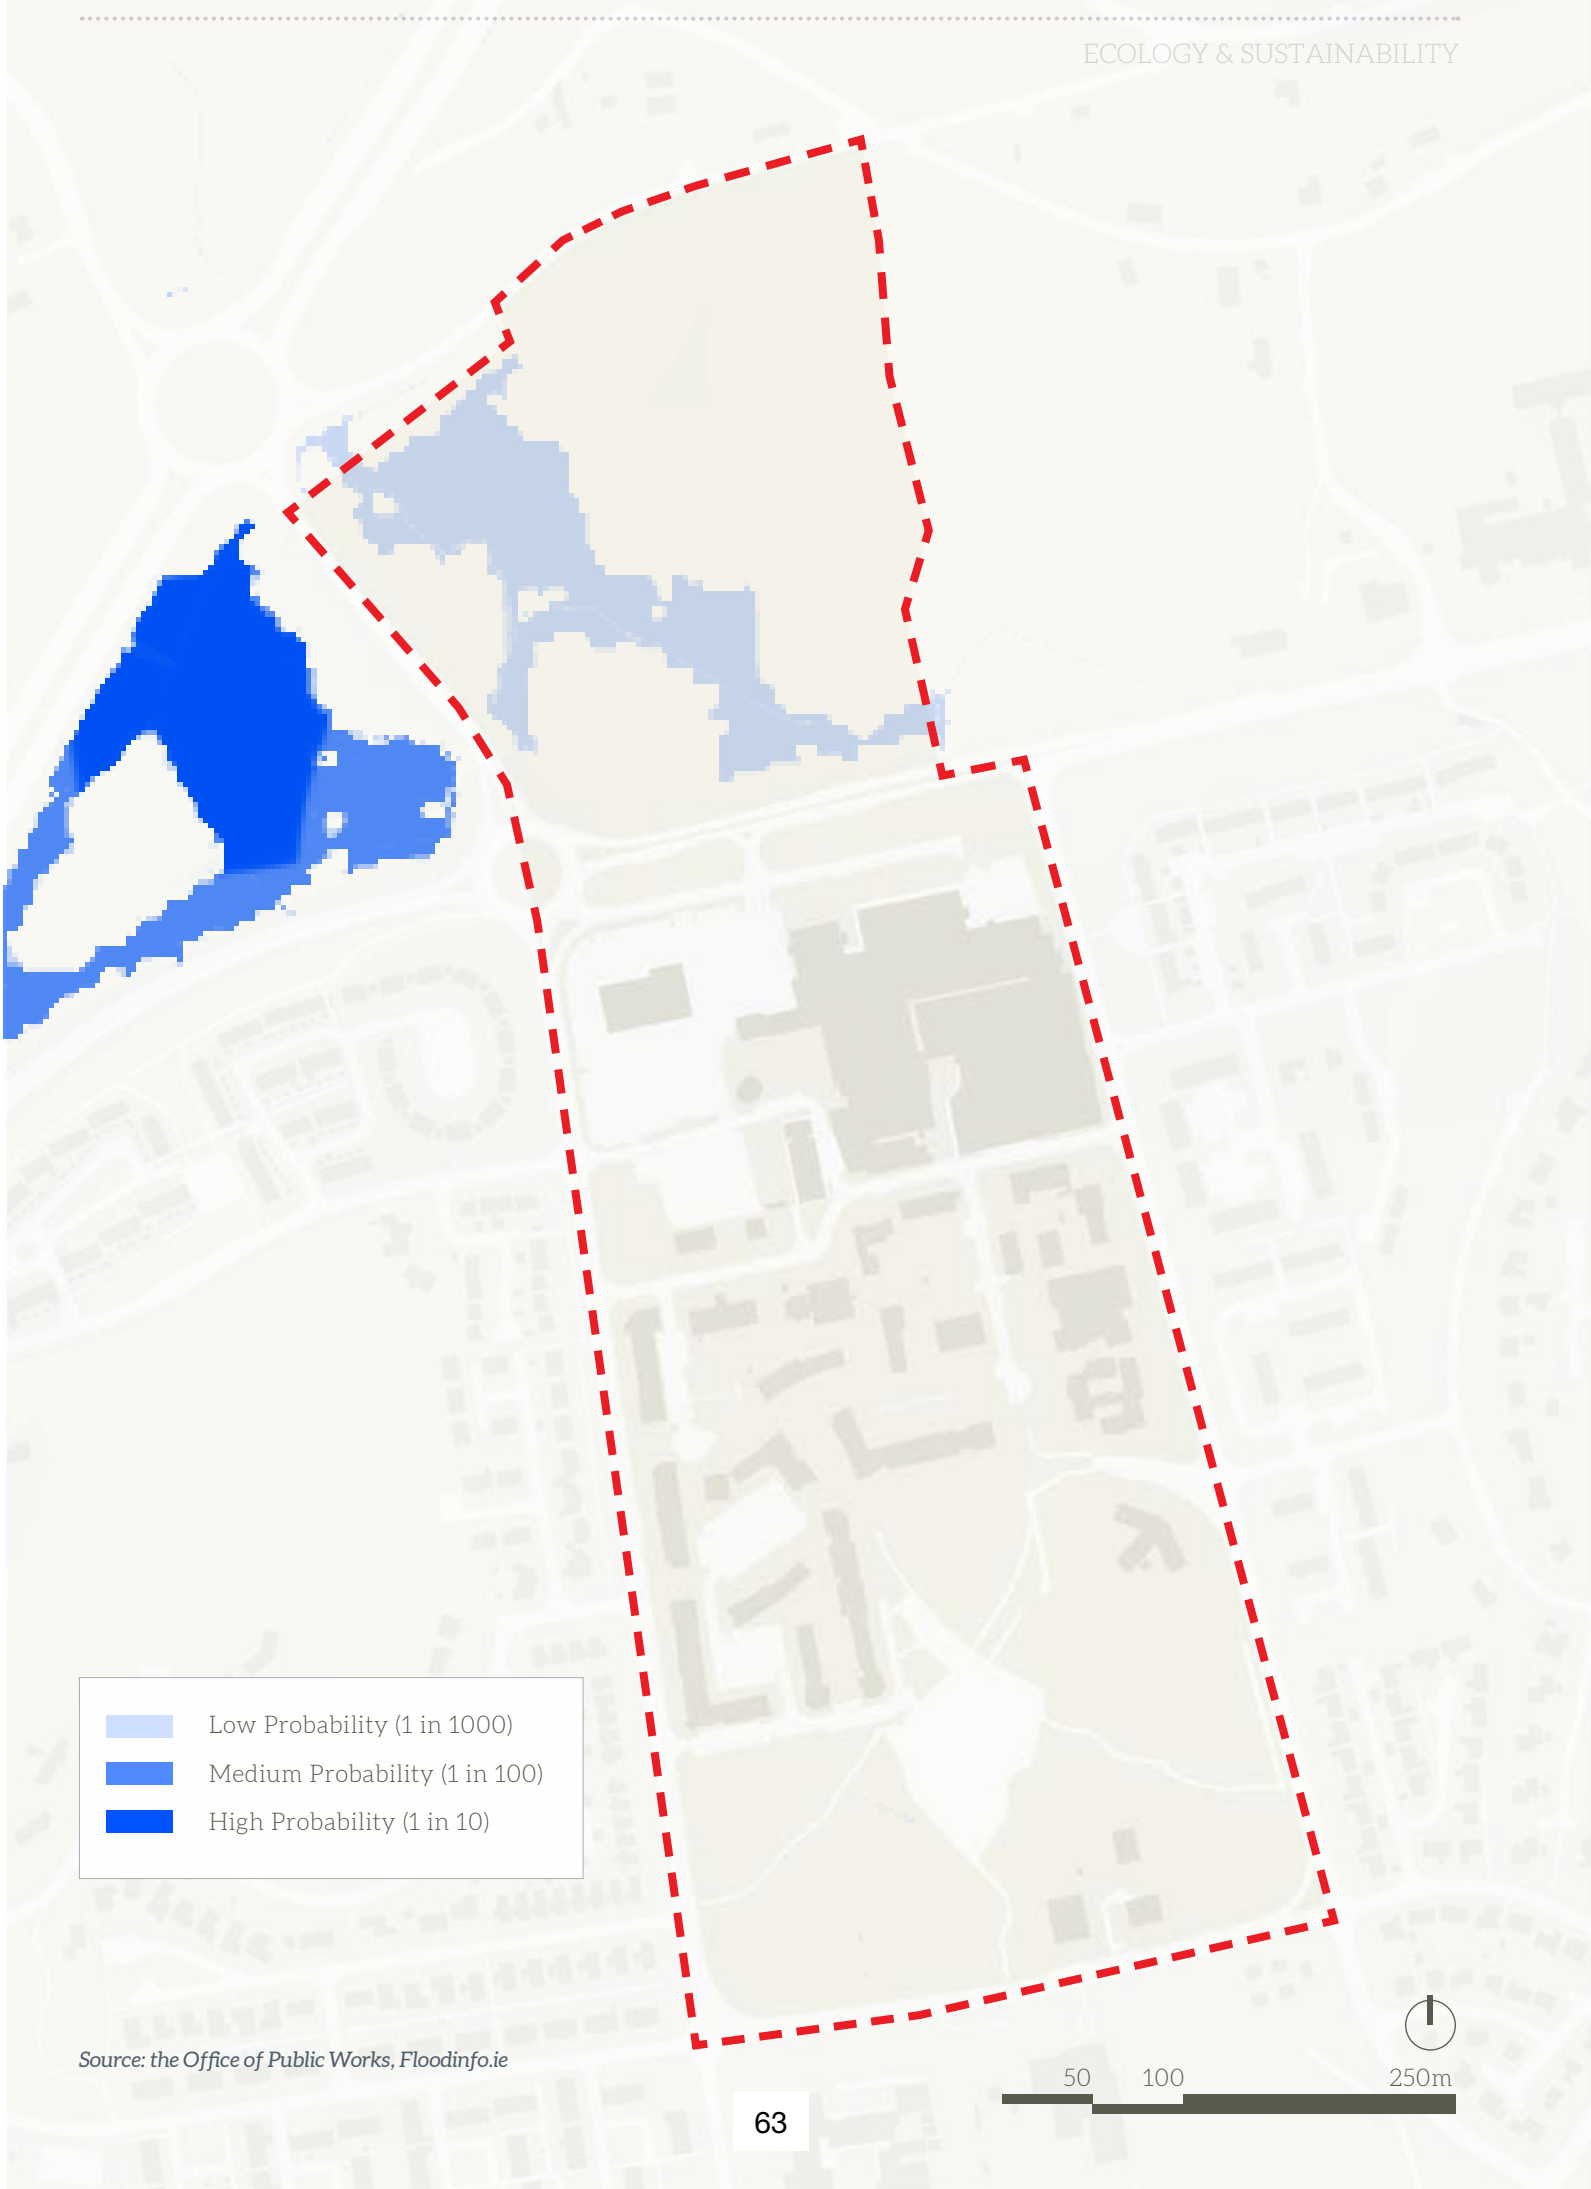 ECOLOGY & SUSTAINABILITY
Low Probability (1 in 1000)
Medium Probability (1 in 100)
High Probability (1 in 10)
Source: the Office of Public Works, Floodinfo.ie
50 100 250m
63